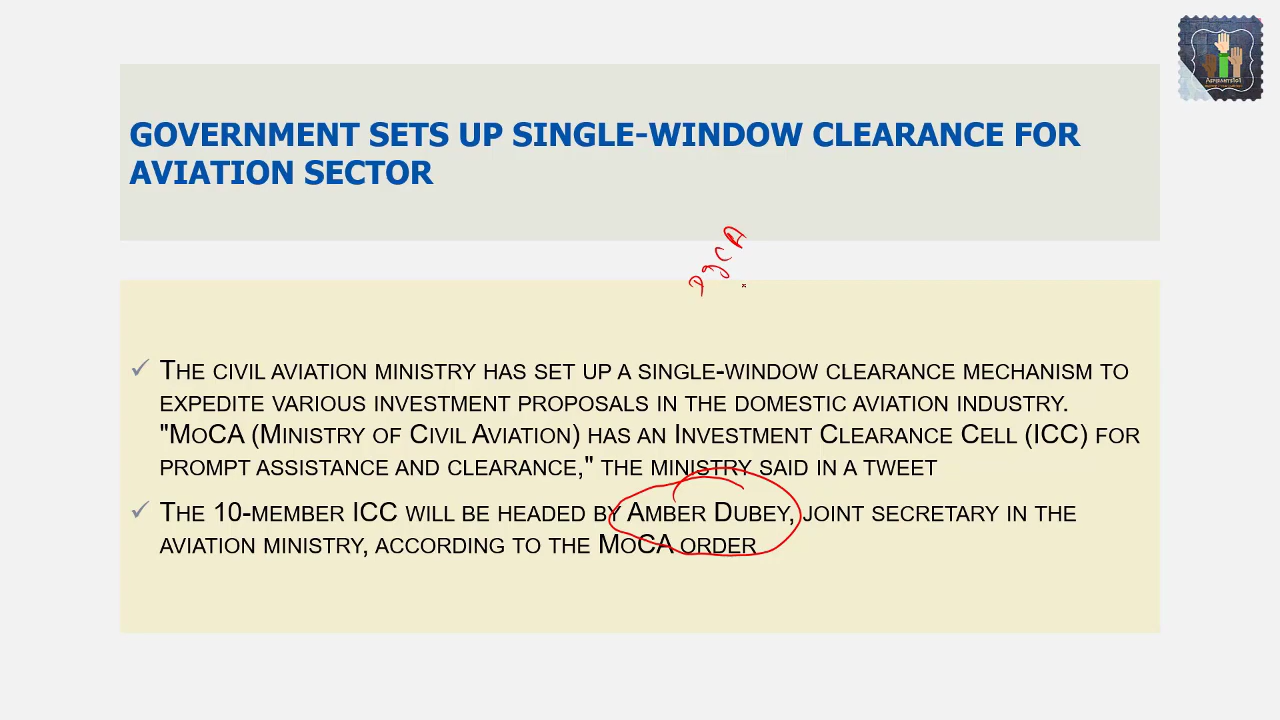 Aspirants101
GOVERNMENT SETS UP SINGLE-WINDOW CLEARANCE FOR
AVIATION SECTOR
DGCA
✓ THE CIVIL AVIATION MINISTRY HAS SET UP A SINGLE-WINDOW CLEARANCE MECHANISM TO
EXPEDITE VARIOUS INVESTMENT PROPOSALS IN THE DOMESTIC AVIATION INDUSTRY.
"MOCA (MINISTRY OF CIVIL AVIATION) HAS AN INVESTMENT CLEARANCE CELL (ICC) FOR
PROMPT ASSISTANCE AND CLEARANCE," THE MINISTRY SAID IN A TWEET
✓ THE 10-MEMBER ICC WILL BE HEADED BY AMBER DUBEY, JOINT SECRETARY IN THE
AVIATION MINISTRY, ACCORDING TO THE MOCA ORDER